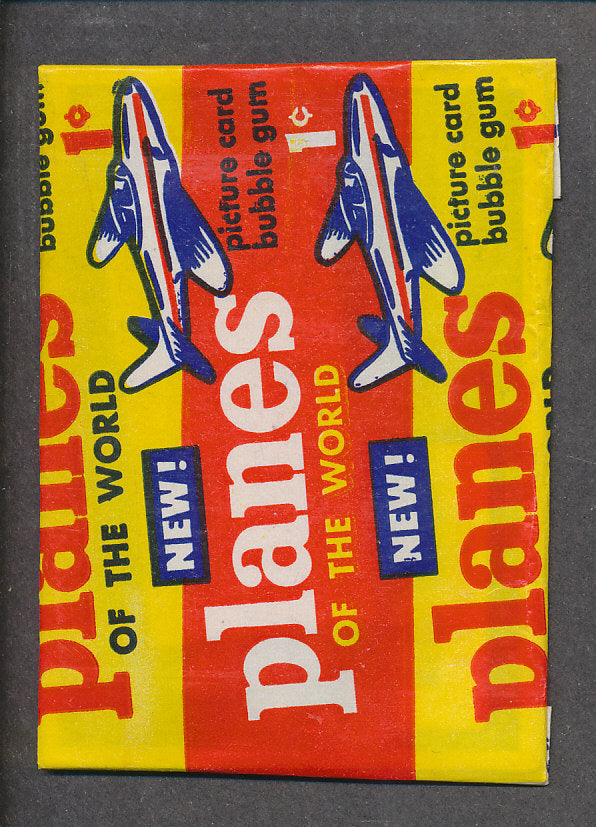 planes
OF THE WORLD
NEW!
bubble gum
1¢
planes
OF THE WORLD
NEW!
picture card
bubble gum
1¢
planes
picture card
bubble gum
1¢